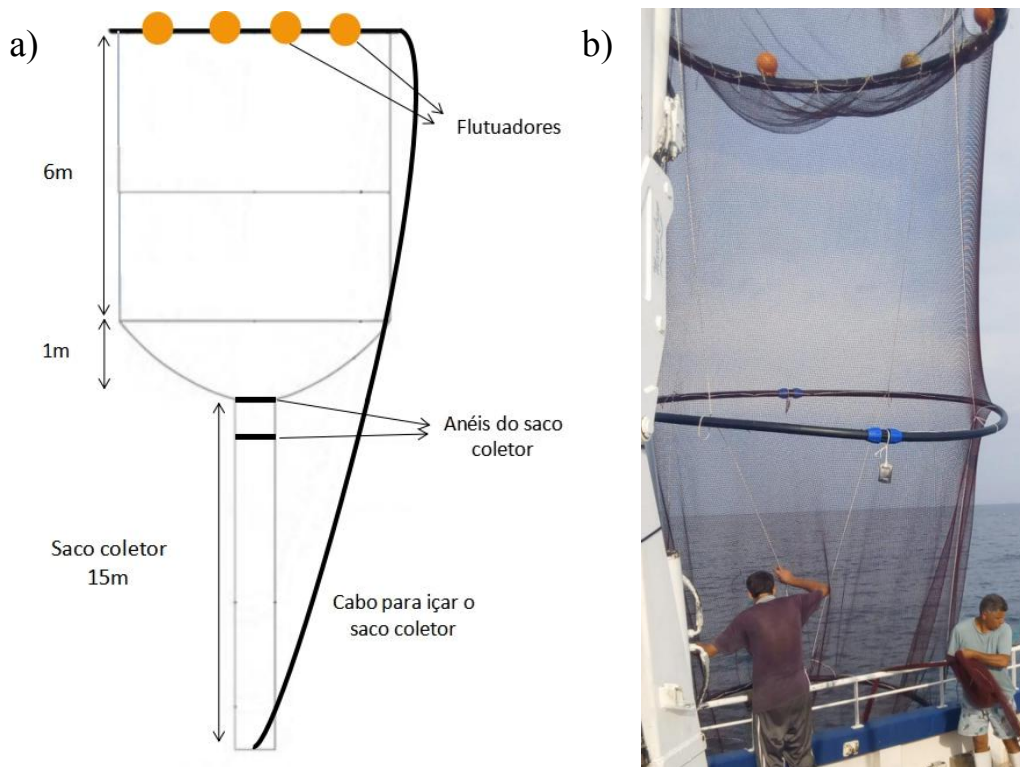 a)
b)
Flutuadores
6m
1m
Anéis do saco
coletor
Saco coletor
15m
Cabo para içar o
saco coletor